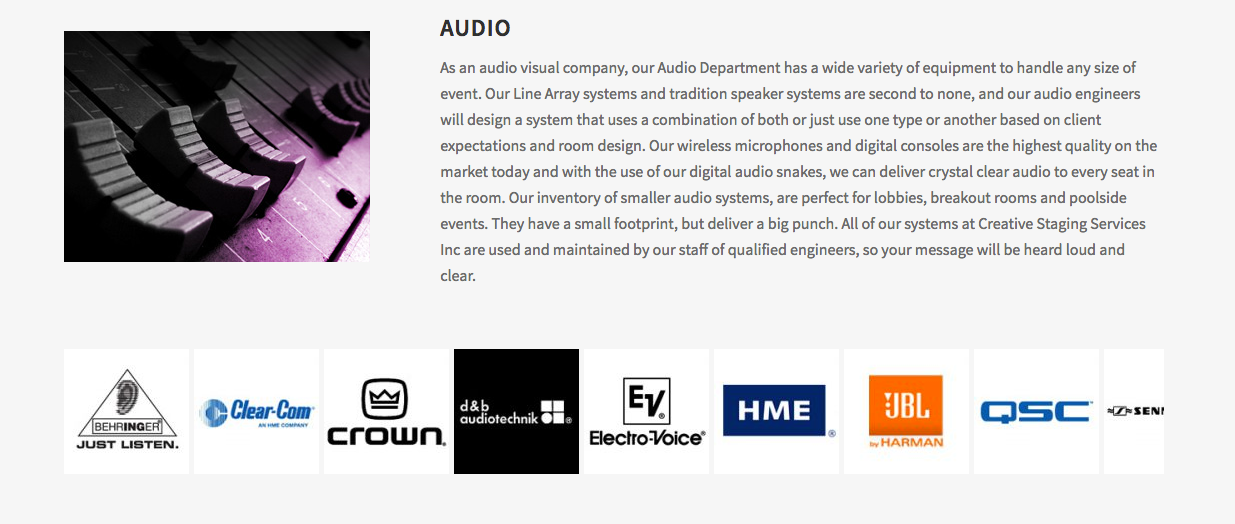 AUDIO
As an audio visual company, our Audio Department has a wide variety of equipment to handle any size of
event. Our Line Array systems and tradition speaker systems are second to none, and our audio engineers
will design a system that uses a combination of both or just use one type or another based on client
expectations and room design. Our wireless microphones and digital consoles are the highest quality on the
market today and with the use of our digital audio snakes, we can deliver crystal clear audio to every seat in
the room. Our inventory of smaller audio systems, are perfect for lobbies, breakout rooms and poolside
events. They have a small footprint, but deliver a big punch. All of our systems at Creative Staging Services
Inc are used and maintained by our staff of qualified engineers, so your message will be heard loud and
clear.
BEHRINGER
JUST LISTEN.
Clear-Com®
AN HME COMPANY
crown®
d&b
audiotechnik®
EV®
Electro-Voice®
HME®
JBL
by HARMAN
QSC™
SENN
4